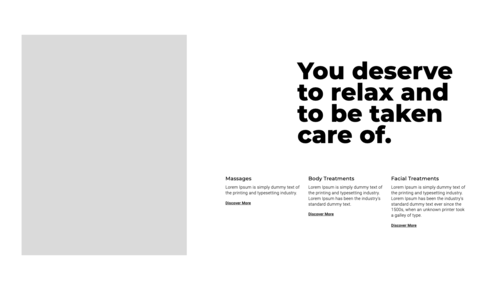 You deserve
to relax and
to be taken
care of.
Massages
Lorem Ipsum is simply dummy text of
the printing and typesetting industry.
Discover More
Body Treatments
Lorem Ipsum is simply dummy text of
the printing and typesetting industry.
Lorem Ipsum has been the industry's
standard dummy text
Discover More
Facial Treatments
Lorem Ipsum is simply dummy text of
the printing and typesetting industry.
Lorem Ipsum has been the industry's
standard dummy text ever since the
1500s, when an unknown printer took
a galley of type.
Discover More